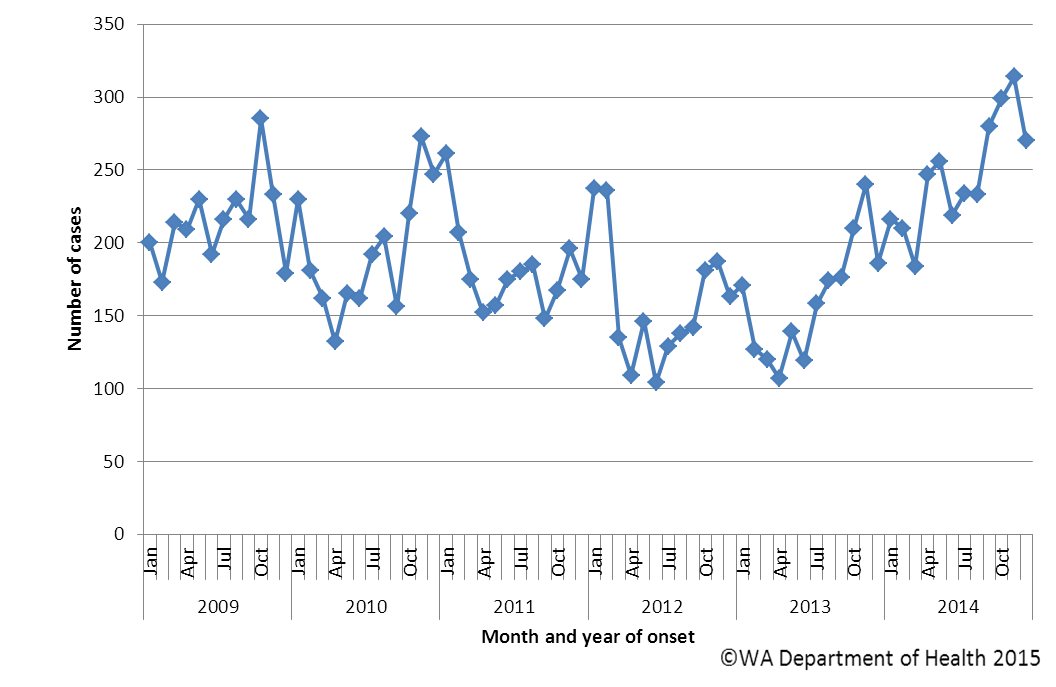 350
300
250
200
150
100
50
0
Number of cases
Jan Apr Jul Oct Jan Apr Jul Oct Jan Apr Jul Oct Jan Apr Jul Oct Jan Apr Jul Oct Jan Apr Jul Oct
2009 2010 2011 2012 2013 2014
Month and year of onset
©WA Department of Health 2015